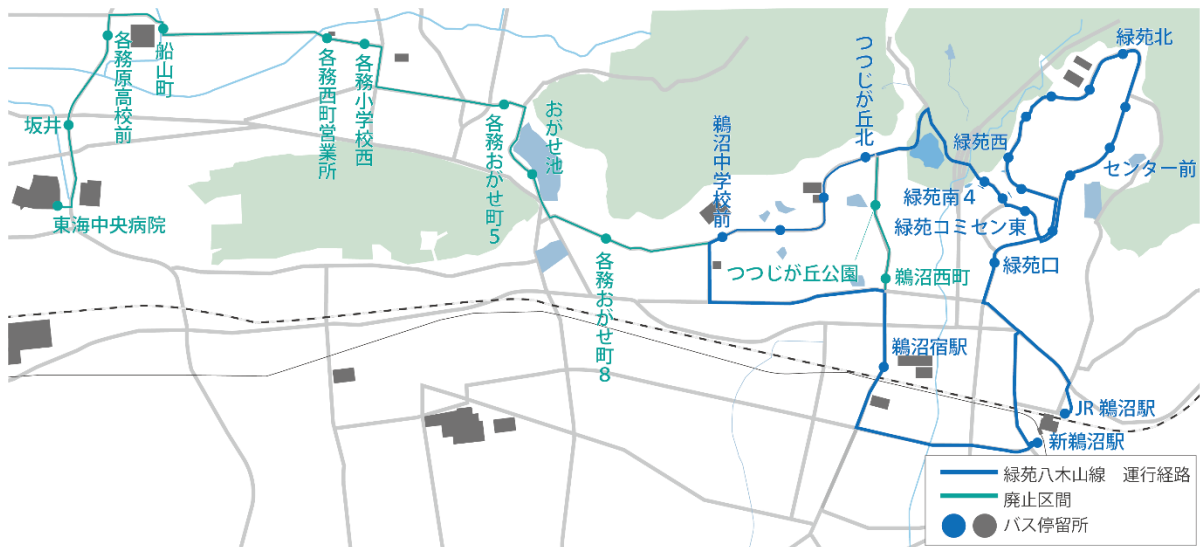 各務原高校前
船山町
各務西町営業所
各務小学校西
坂井
東海中央病院
各務おがせ町5
おがせ池
各務おがせ町8
鵜沼中学校前
つつじが丘北
緑苑北
緑苑西
センター前
緑苑南4
緑苑コミセン東
緑苑口
つつじが丘公園
鵜沼西町
鵜沼宿駅
JR 鵜沼駅
新鵜沼駅
緑苑八木山線　運行経路
廃止区間
バス停留所